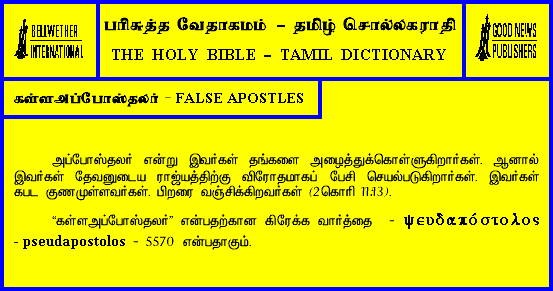 BELLWETHER
INTERNATIONAL
பரிசுத்த வேதாகமம் – தமிழ் சொல்லகராதி
THE HOLY BIBLE – TAMIL DICTIONARY
GOOD NEWS
PUBLISHERS
கள்ளஅப்போஸ்தலர் - FALSE APOSTLES
அப்போஸ்தலர் என்று இவர்கள் தங்களை அழைத்துக்கொள்ளுகிறார்கள். ஆனால்
இவர்கள் தேவனுடைய ராஜ்யத்திற்கு விரோதமாகப் பேசி செயல்படுகிறார்கள். இவர்கள்
கபட குணமுள்ளவர்கள். பிறரை வஞ்சிக்கிறவர்கள் (2கொரி 11:13).
“கள்ளஅப்போஸ்தலர்” என்பதற்கான கிரேக்க வார்த்தை - ψευδαπόστολος
- pseudapostolos - 5570 என்பதாகும்.